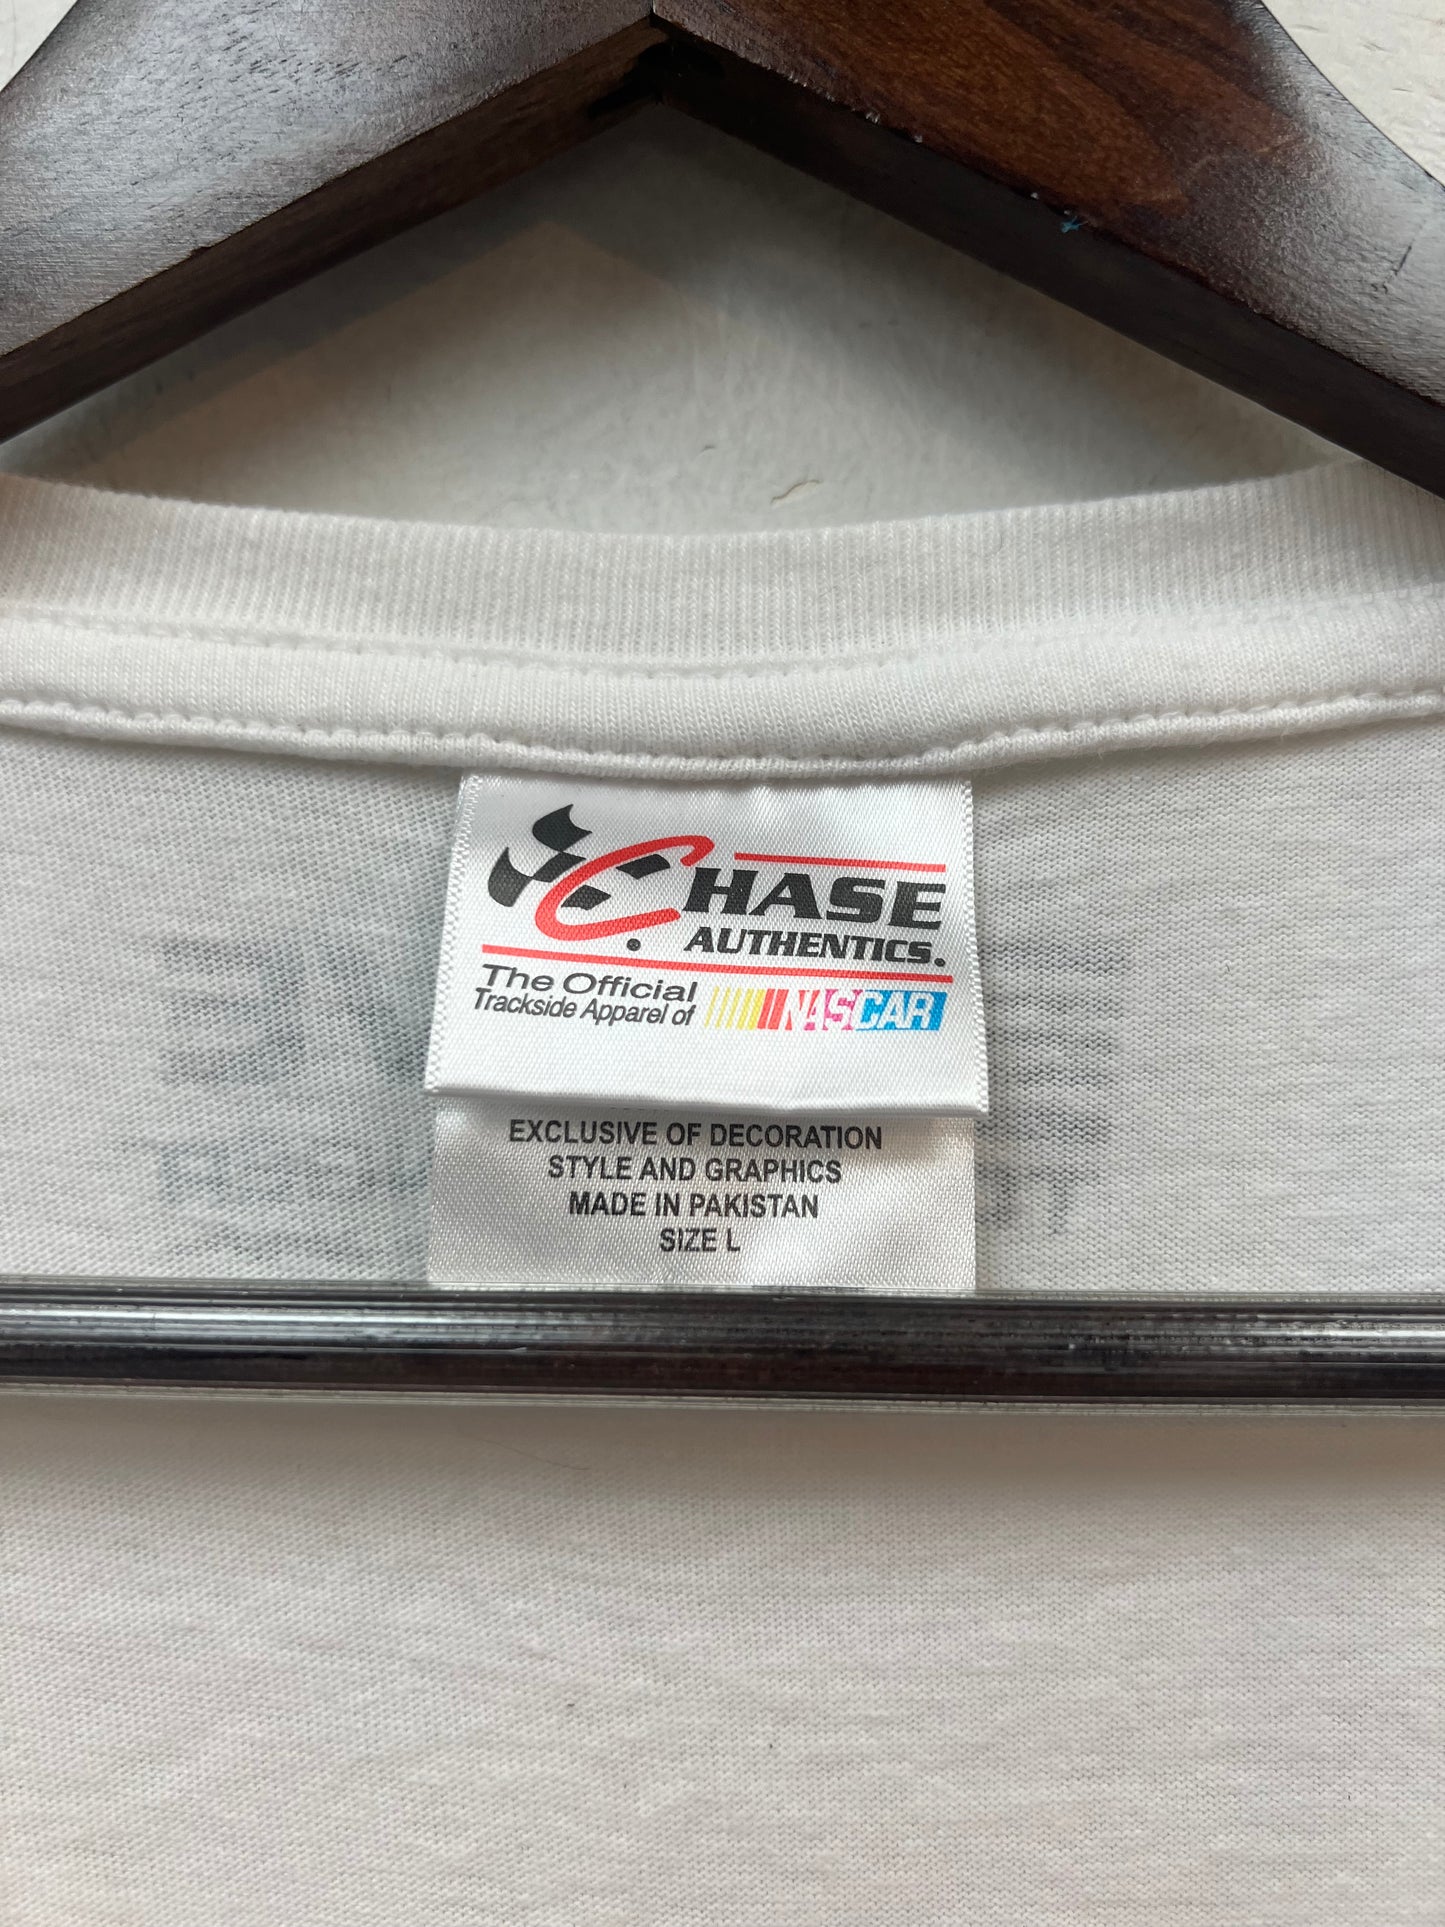 CHASE
AUTHENTICS.
The Official
Trackside Apparel of NASCAR
EXCLUSIVE OF DECORATION
STYLE AND GRAPHICS
MADE IN PAKISTAN
SIZE L